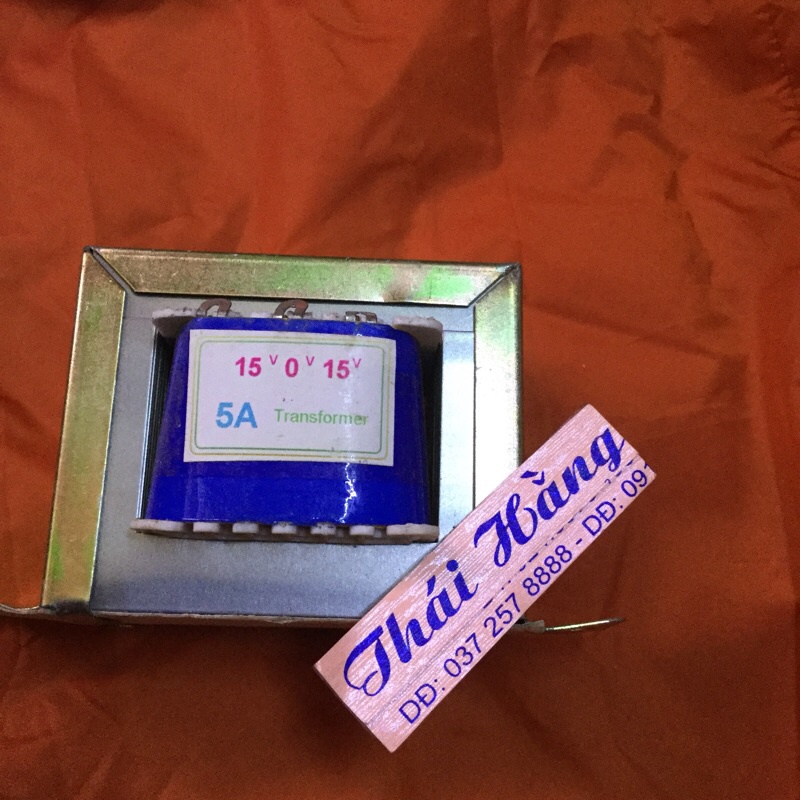 15 V 0 V 15 V
5A Transformer
Thái Hằng
DĐ: 037 257 8888 - DĐ: 09